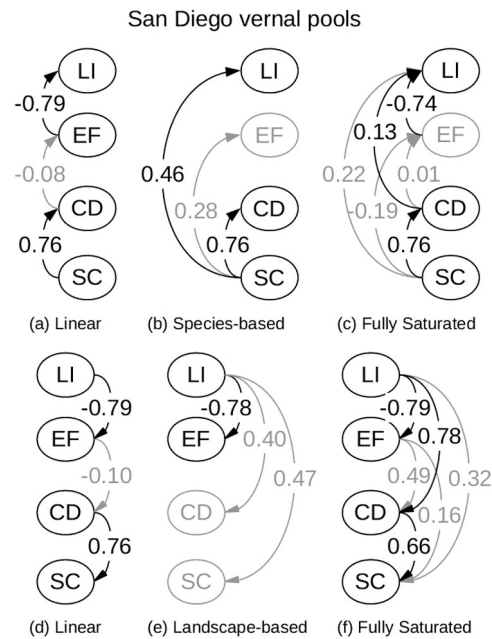 San Diego vernal pools
LI
-0.79
EF
-0.08
CD
0.76
SC
(a) Linear
LI
EF
0.46
0.28
CD
0.76
SC
(b) Species-based
LI
-0.74
0.13
EF
0.22
0.01
-0.19
CD
0.76
SC
(c) Fully Saturated
LI
-0.79
EF
-0.10
CD
0.76
SC
(d) Linear
LI
-0.78
EF
0.40
0.47
CD
SC
(e) Landscape-based
LI
-0.79
EF
0.78
0.49
0.32
CD
0.16
0.66
SC
(f) Fully Saturated